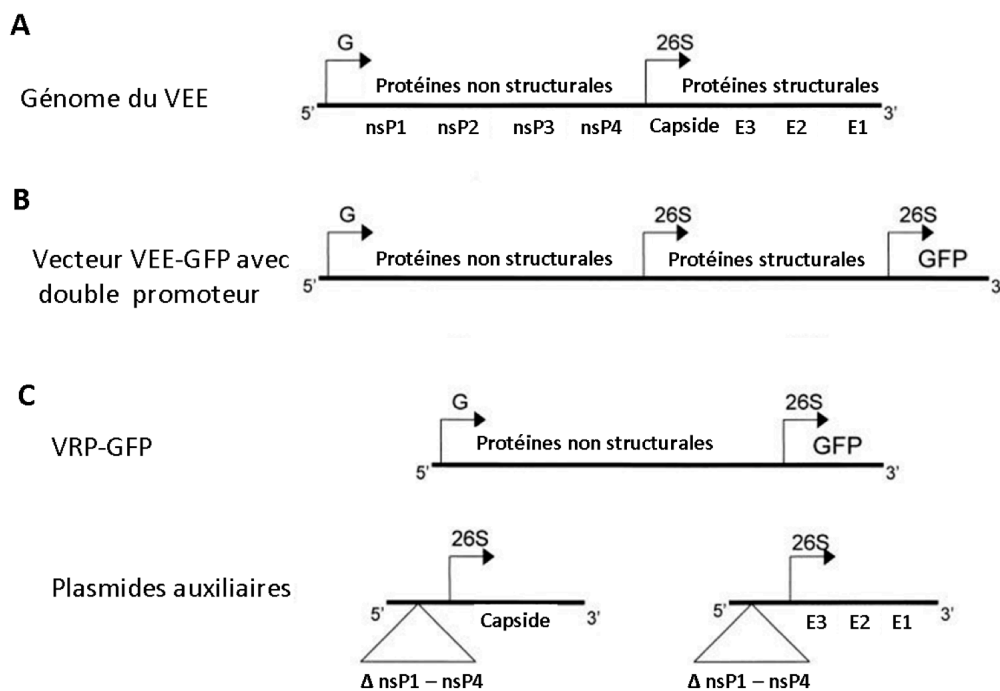 A
Génome du VEE
G
26S
Protéines non structurales
Protéines structurales
5'
3'
nsP1 nsP2 nsP3 nsP4 Capside E3 E2 E1
B
Vecteur VEE-GFP avec
double promoteur
G
26S
26S
Protéines non structurales
Protéines structurales
GFP
5'
3'
C
VRP-GFP
G
26S
Protéines non structurales
GFP
5'
3'
Plasmides auxiliaires
26S
5'
3'
Capside
Δ nsP1 – nsP4
26S
5'
3'
E3 E2 E1
Δ nsP1 – nsP4